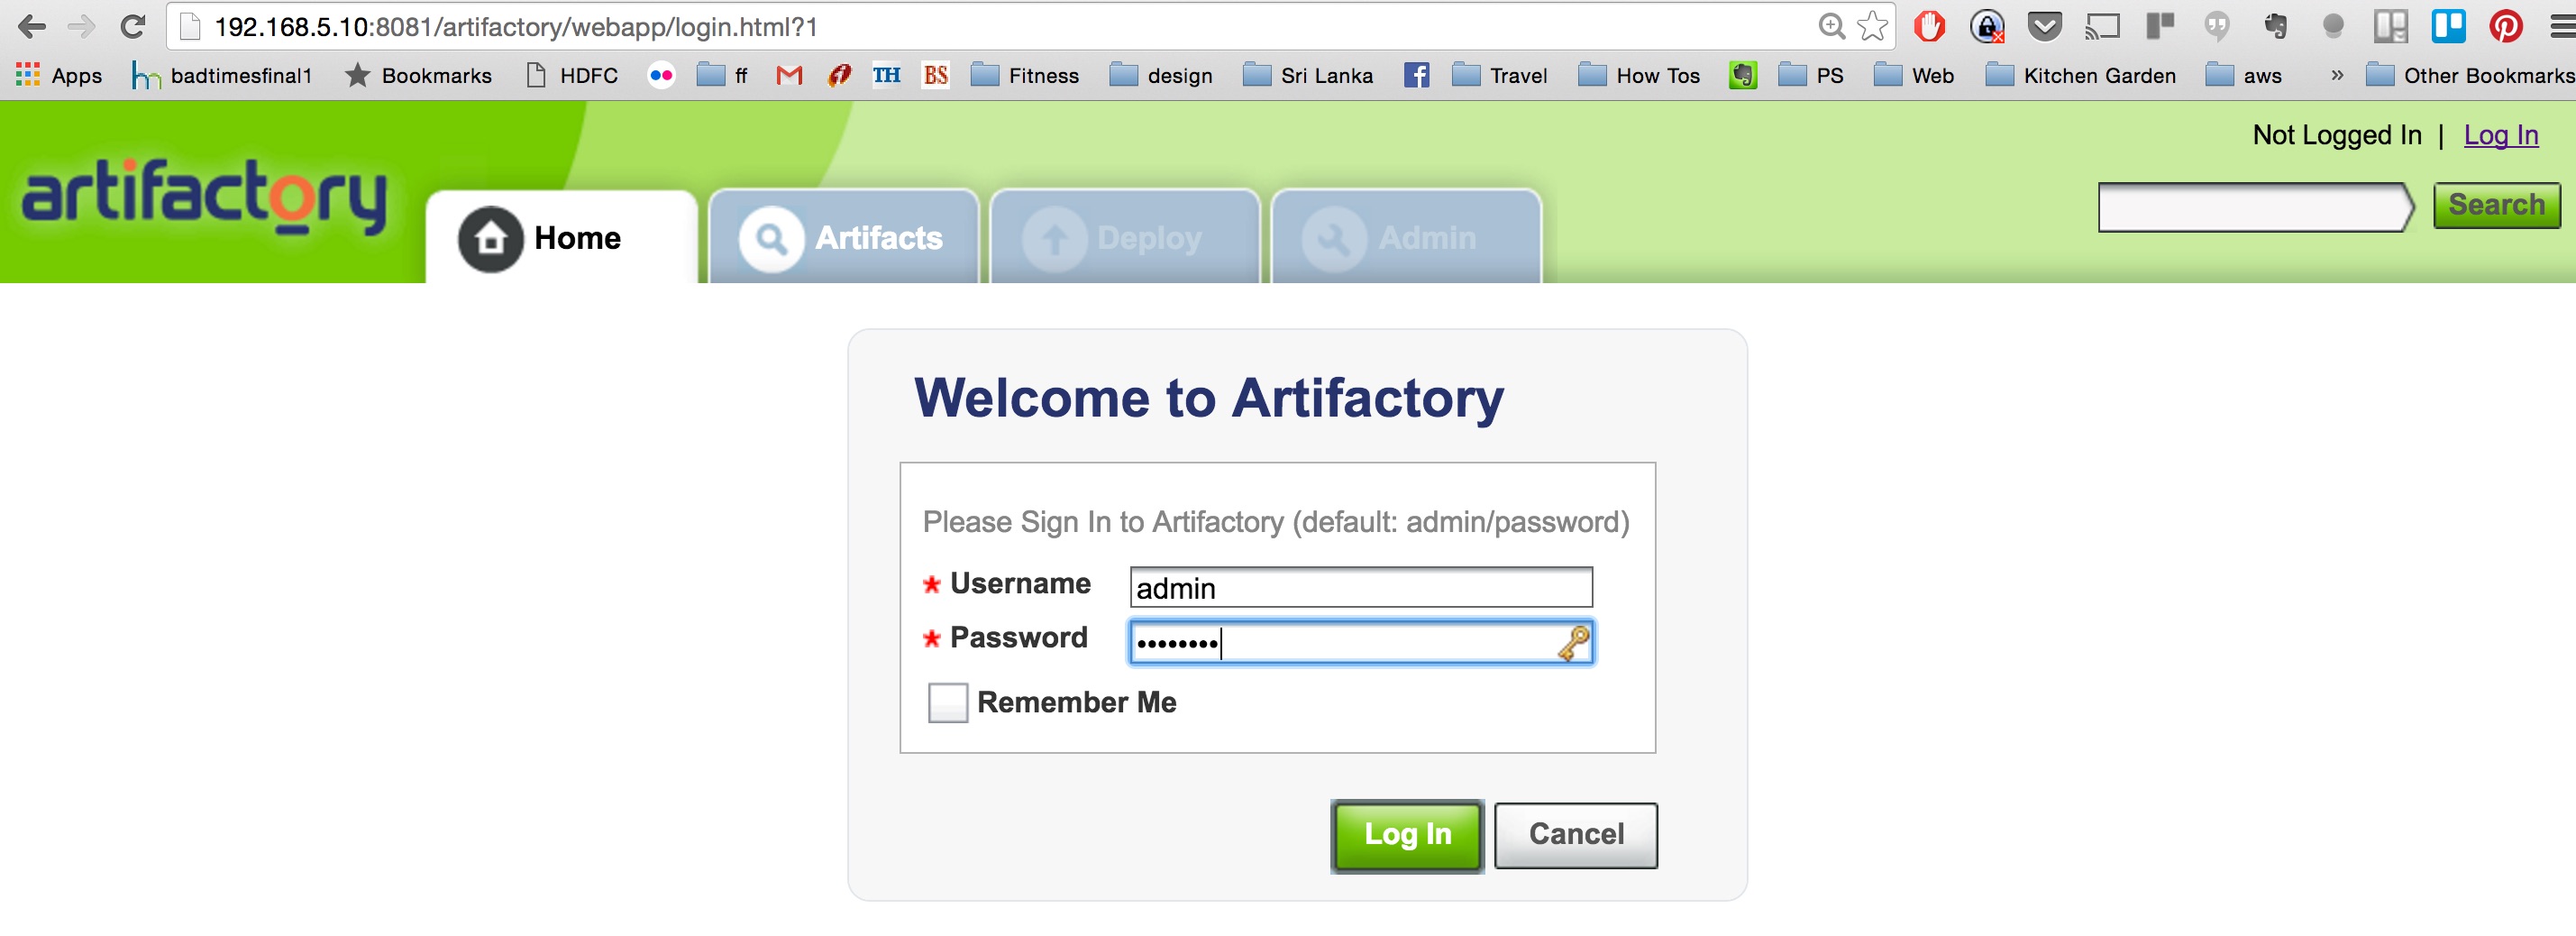 192.168.5.10:8081/artifactory/webapp/login.html?1
Apps badtimesfinal1 Bookmarks HDFC ff TH BS Fitness design Sri Lanka Travel How Tos PS Web Kitchen Garden aws » Other Bookmarks
Not Logged In | Log In
artifactory
Home Artifacts Deploy Admin
Search
Welcome to Artifactory
Please Sign In to Artifactory (default: admin/password)
* Username admin
* Password ••••••••
Remember Me
Log In Cancel